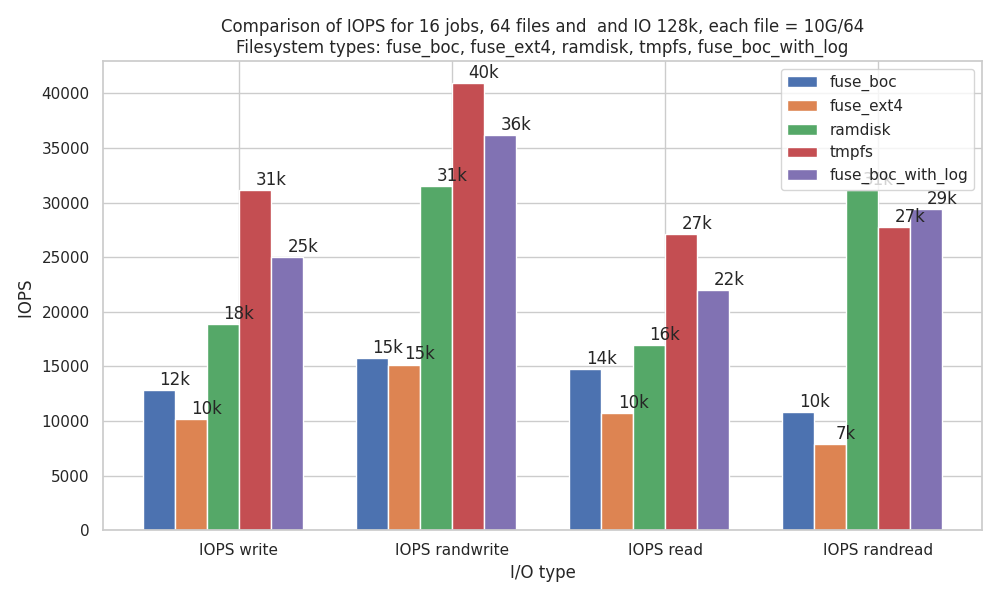 Comparison of IOPS for 16 jobs, 64 files and  and IO 128k, each file = 10G/64
Filesystem types: fuse_boc, fuse_ext4, ramdisk, tmpfs, fuse_boc_with_log
fuse_boc
fuse_ext4
ramdisk
tmpfs
fuse_boc_with_log
IOPS
40000
35000
30000
25000
20000
15000
10000
5000
0
12k
10k
18k
31k
25k
15k
15k
31k
40k
36k
14k
10k
16k
27k
22k
10k
7k
31k
27k
29k
IOPS write
IOPS randwrite
IOPS read
IOPS randread
I/O type